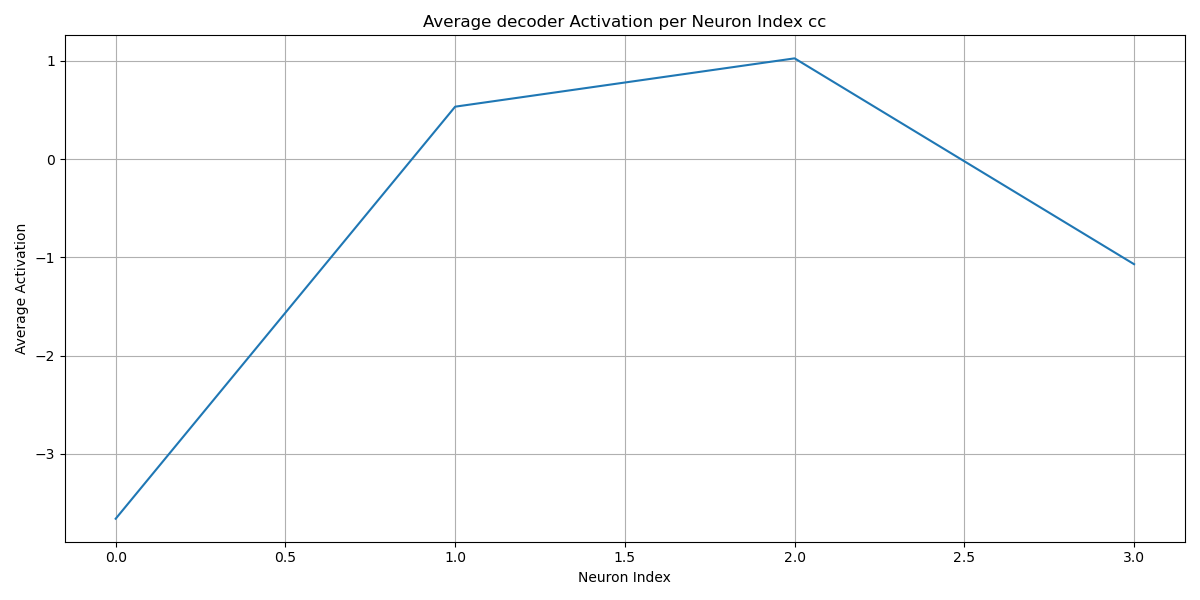 Average decoder Activation per Neuron Index cc
Average Activation
1
0
−1
−2
−3
0.0 0.5 1.0 1.5 2.0 2.5 3.0
Neuron Index